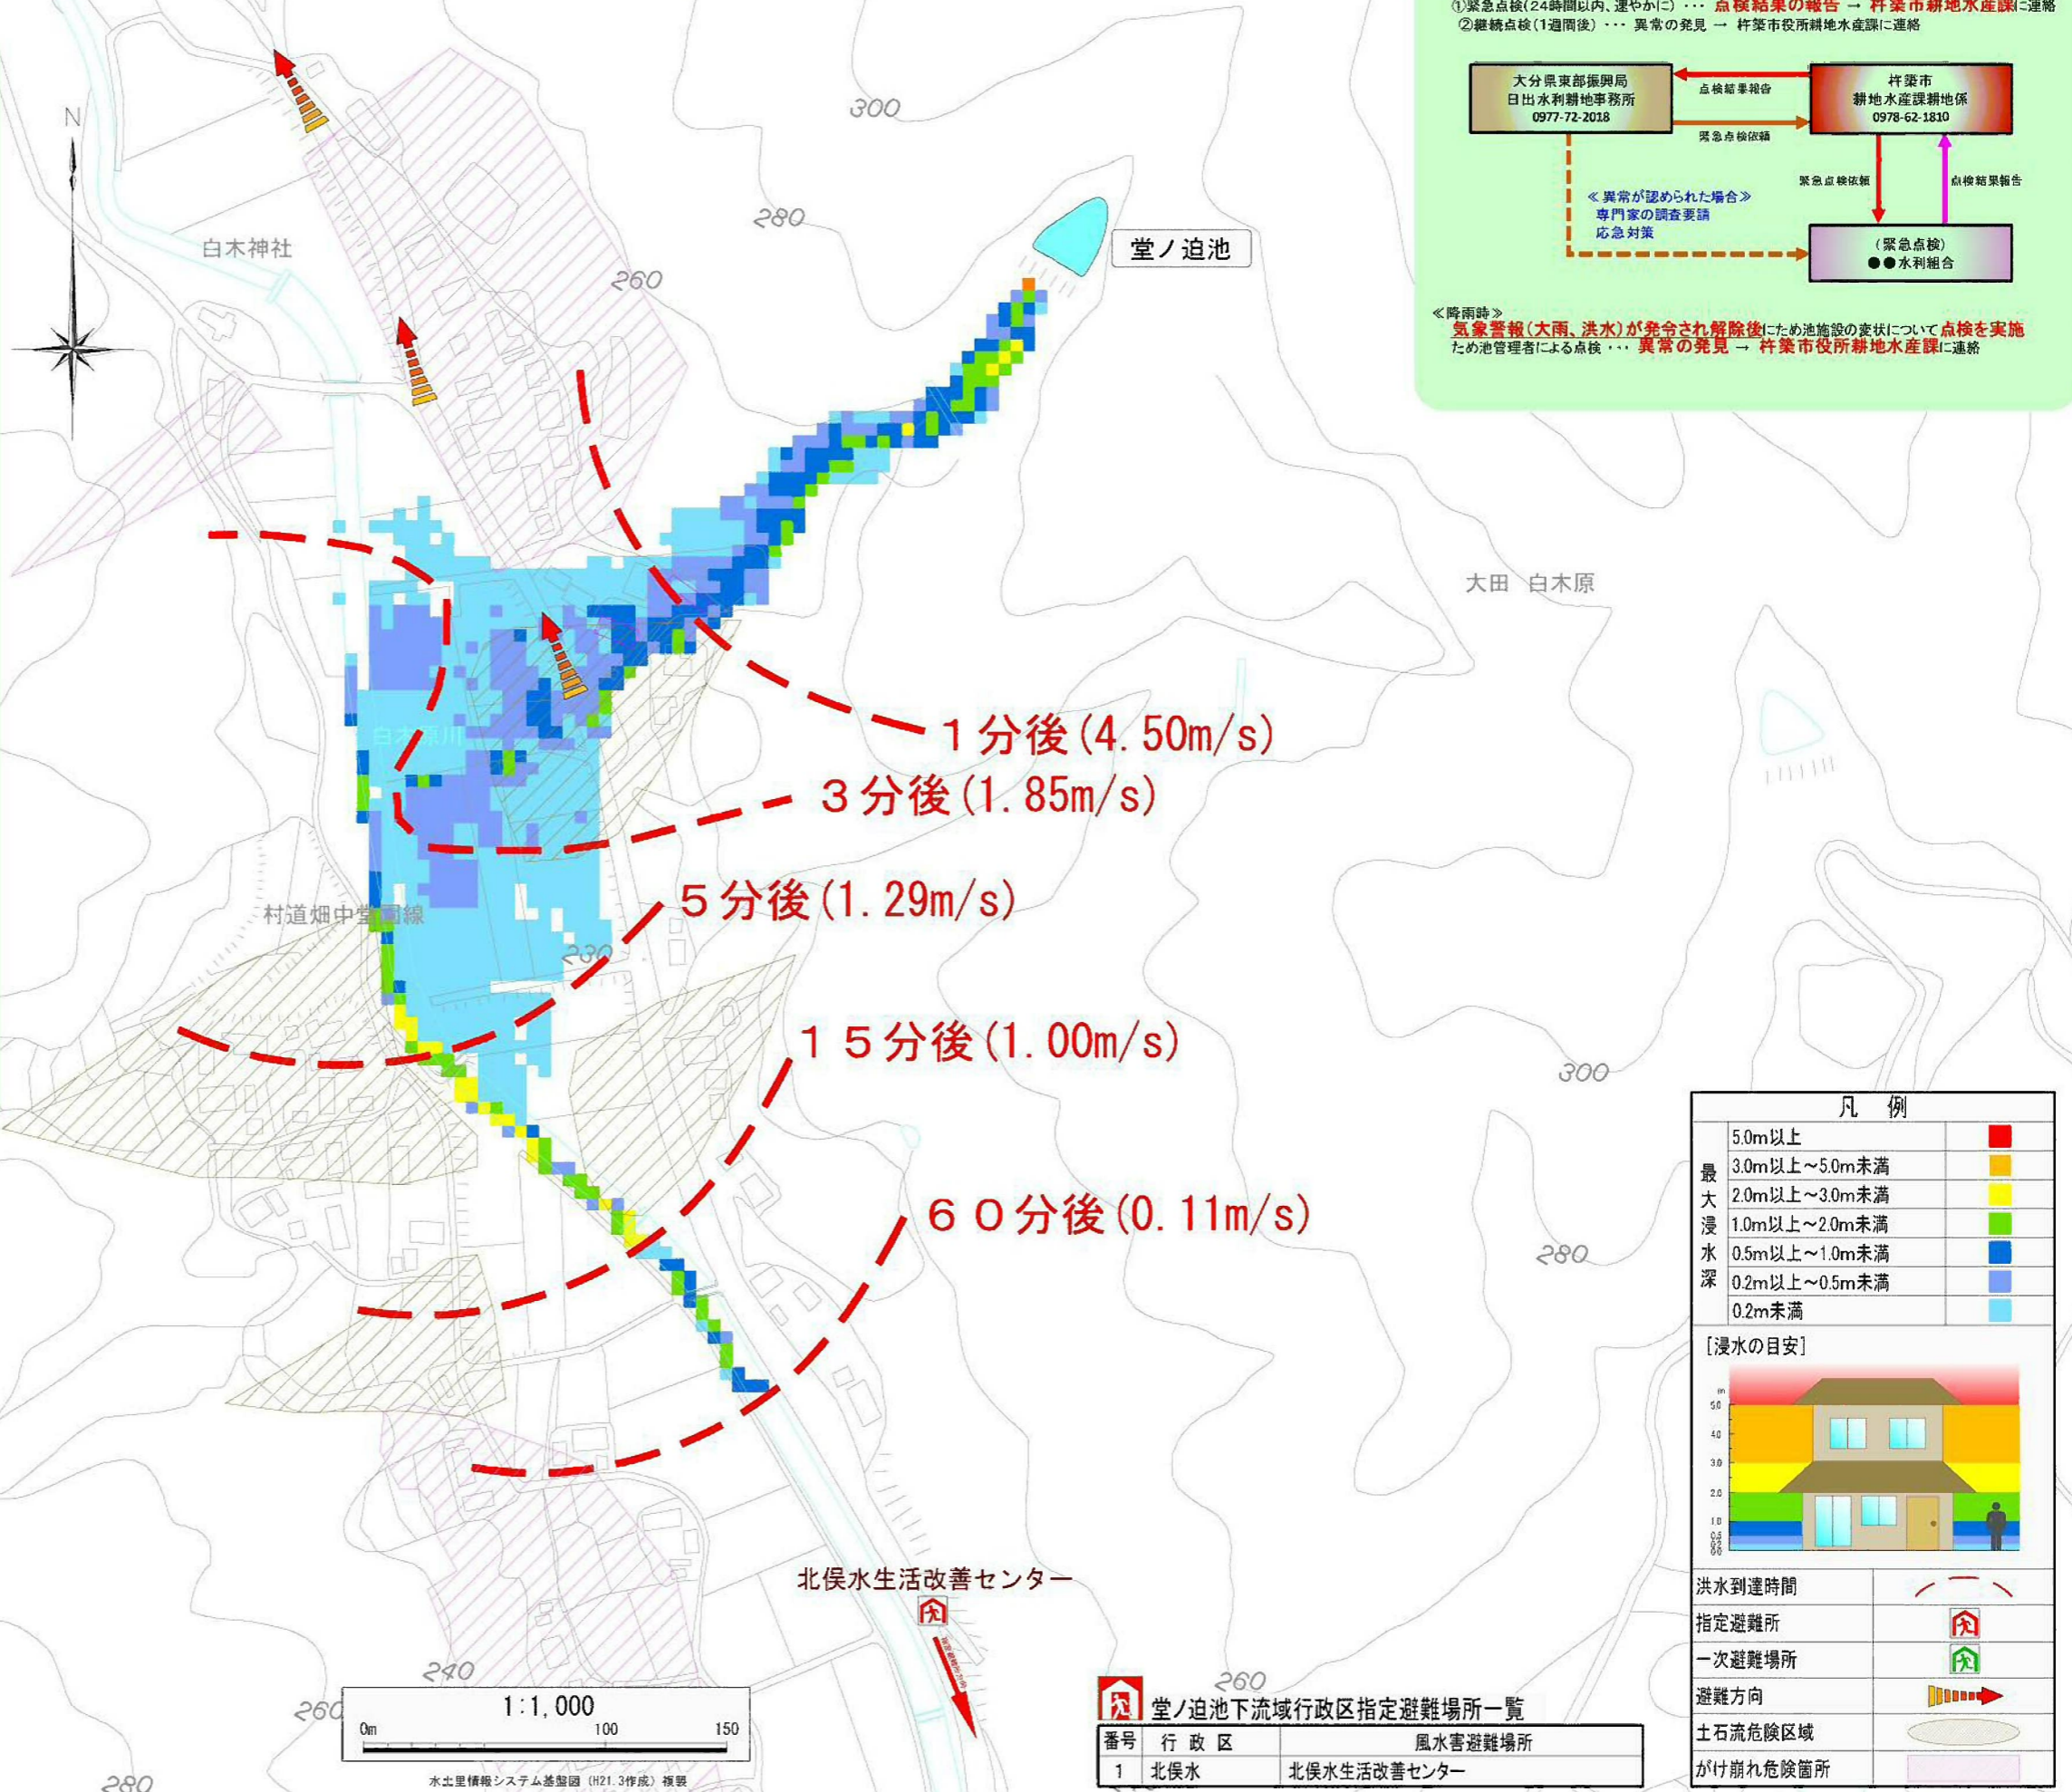 ①緊急点検(24時間以内、速やかに)・・・ 点検結果の報告 → 杵築市耕地水産課に連絡
②継続点検(1週間後)・・・ 異常の発見 → 杵築市役所耕地水産課に連絡
大分県東部振興局
日出水利耕地事務所
0977-72-2018
点検結果報告
緊急点検依頼
杵築市
耕地水産課耕地係
0978-62-1810
緊急点検依頼
点検結果報告
≪異常が認められた場合≫
専門家の調査要請
応急対策
(緊急点検)
●●水利組合
≪降雨時≫
気象警報(大雨、洪水)が発令され解除後にため池施設の変状について点検を実施
ため池管理者による点検・・・ 異常の発見 → 杵築市役所耕地水産課に連絡
N
300
280
260
白木神社
堂ノ迫池
大田 白木原
白木原川
1分後(4.50m/s)
3分後(1.85m/s)
5分後(1.29m/s)
230
15分後(1.00m/s)
60分後(0.11m/s)
300
280
260
240
260
280
北俣水生活改善センター
1:1,000
0m 100 150
水土里情報システム基盤図(H21.3作成)複製
堂ノ迫池下流域行政区指定避難場所一覧
番号 行政区 風水害避難場所
1 北俣水 北俣水生活改善センター
凡 例
最大浸水深
5.0m以上
3.0m以上～5.0m未満
2.0m以上～3.0m未満
1.0m以上～2.0m未満
0.5m以上～1.0m未満
0.2m以上～0.5m未満
0.2m未満
[浸水の目安]
m
5.0
4.0
3.0
2.0
1.0
洪水到達時間
指定避難所
一次避難場所
避難方向
土石流危険区域
がけ崩れ危険箇所